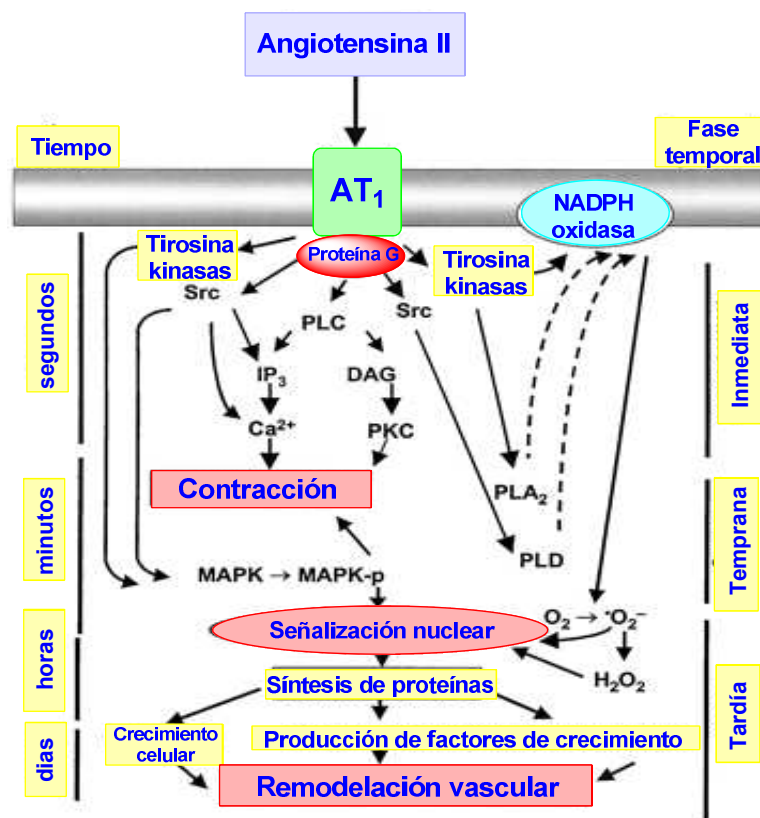 Angiotensina II
Tiempo
Fase
temporal
AT₁
NADPH
oxidasa
Tirosina
kinasas
Proteína G
Tirosina
kinasas
Src
Src
PLC
segundos
Inmediata
IP₃
DAG
Ca²⁺
PKC
Contracción
PLA₂
minutos
Temprana
PLD
MAPK → MAPK-p
O₂ → ·O₂⁻
Señalización nuclear
horas
H₂O₂
Síntesis de proteínas
Tardía
Crecimiento
celular
Producción de factores de crecimiento
dias
Remodelación vascular